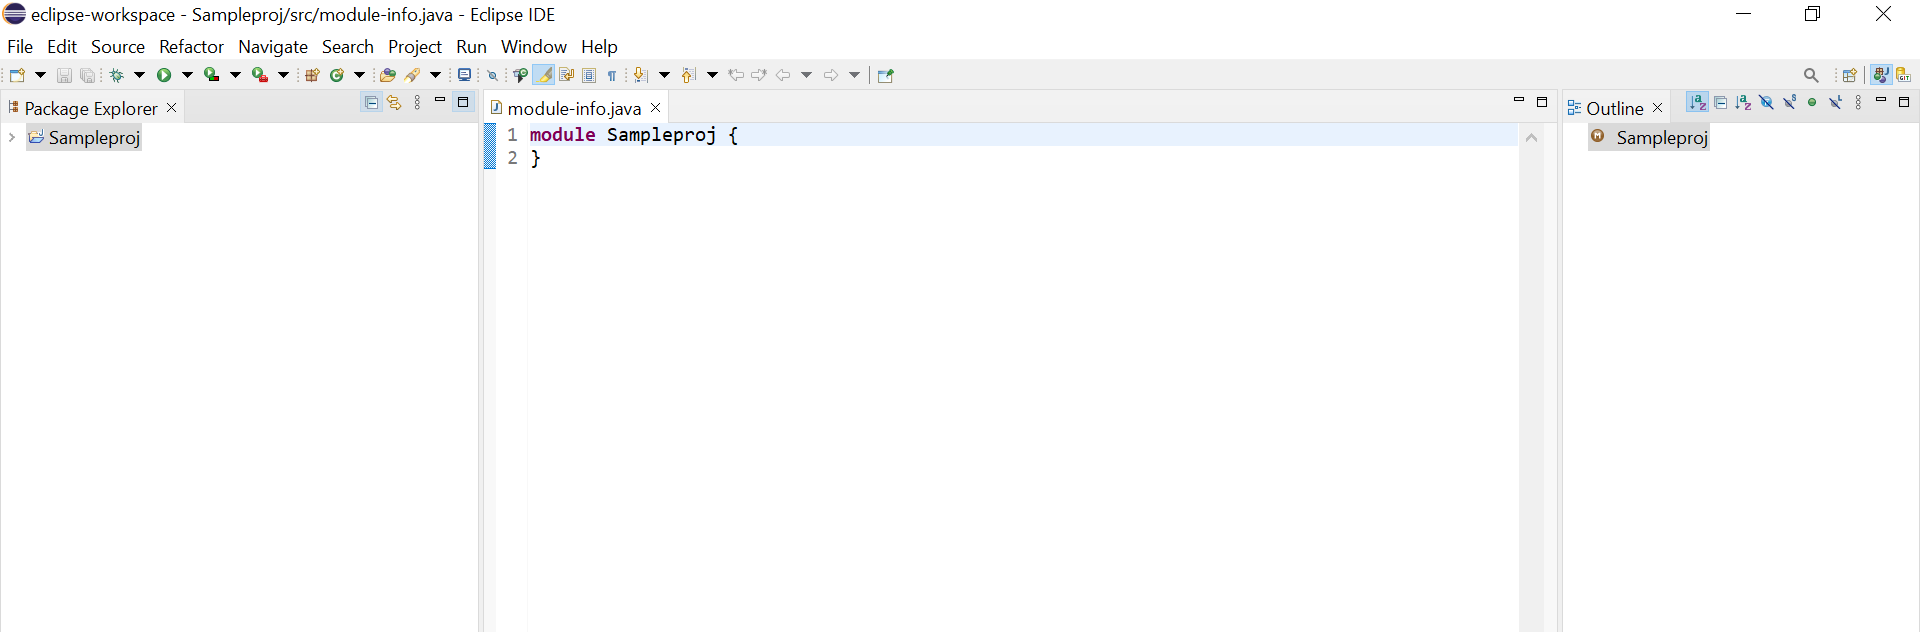 eclipse-workspace - Sampleproj/src/module-info.java - Eclipse IDE
File Edit Source Refactor Navigate Search Project Run Window Help
Package Explorer
Sampleproj
module-info.java
1 module Sampleproj {
2 }
Outline
Sampleproj